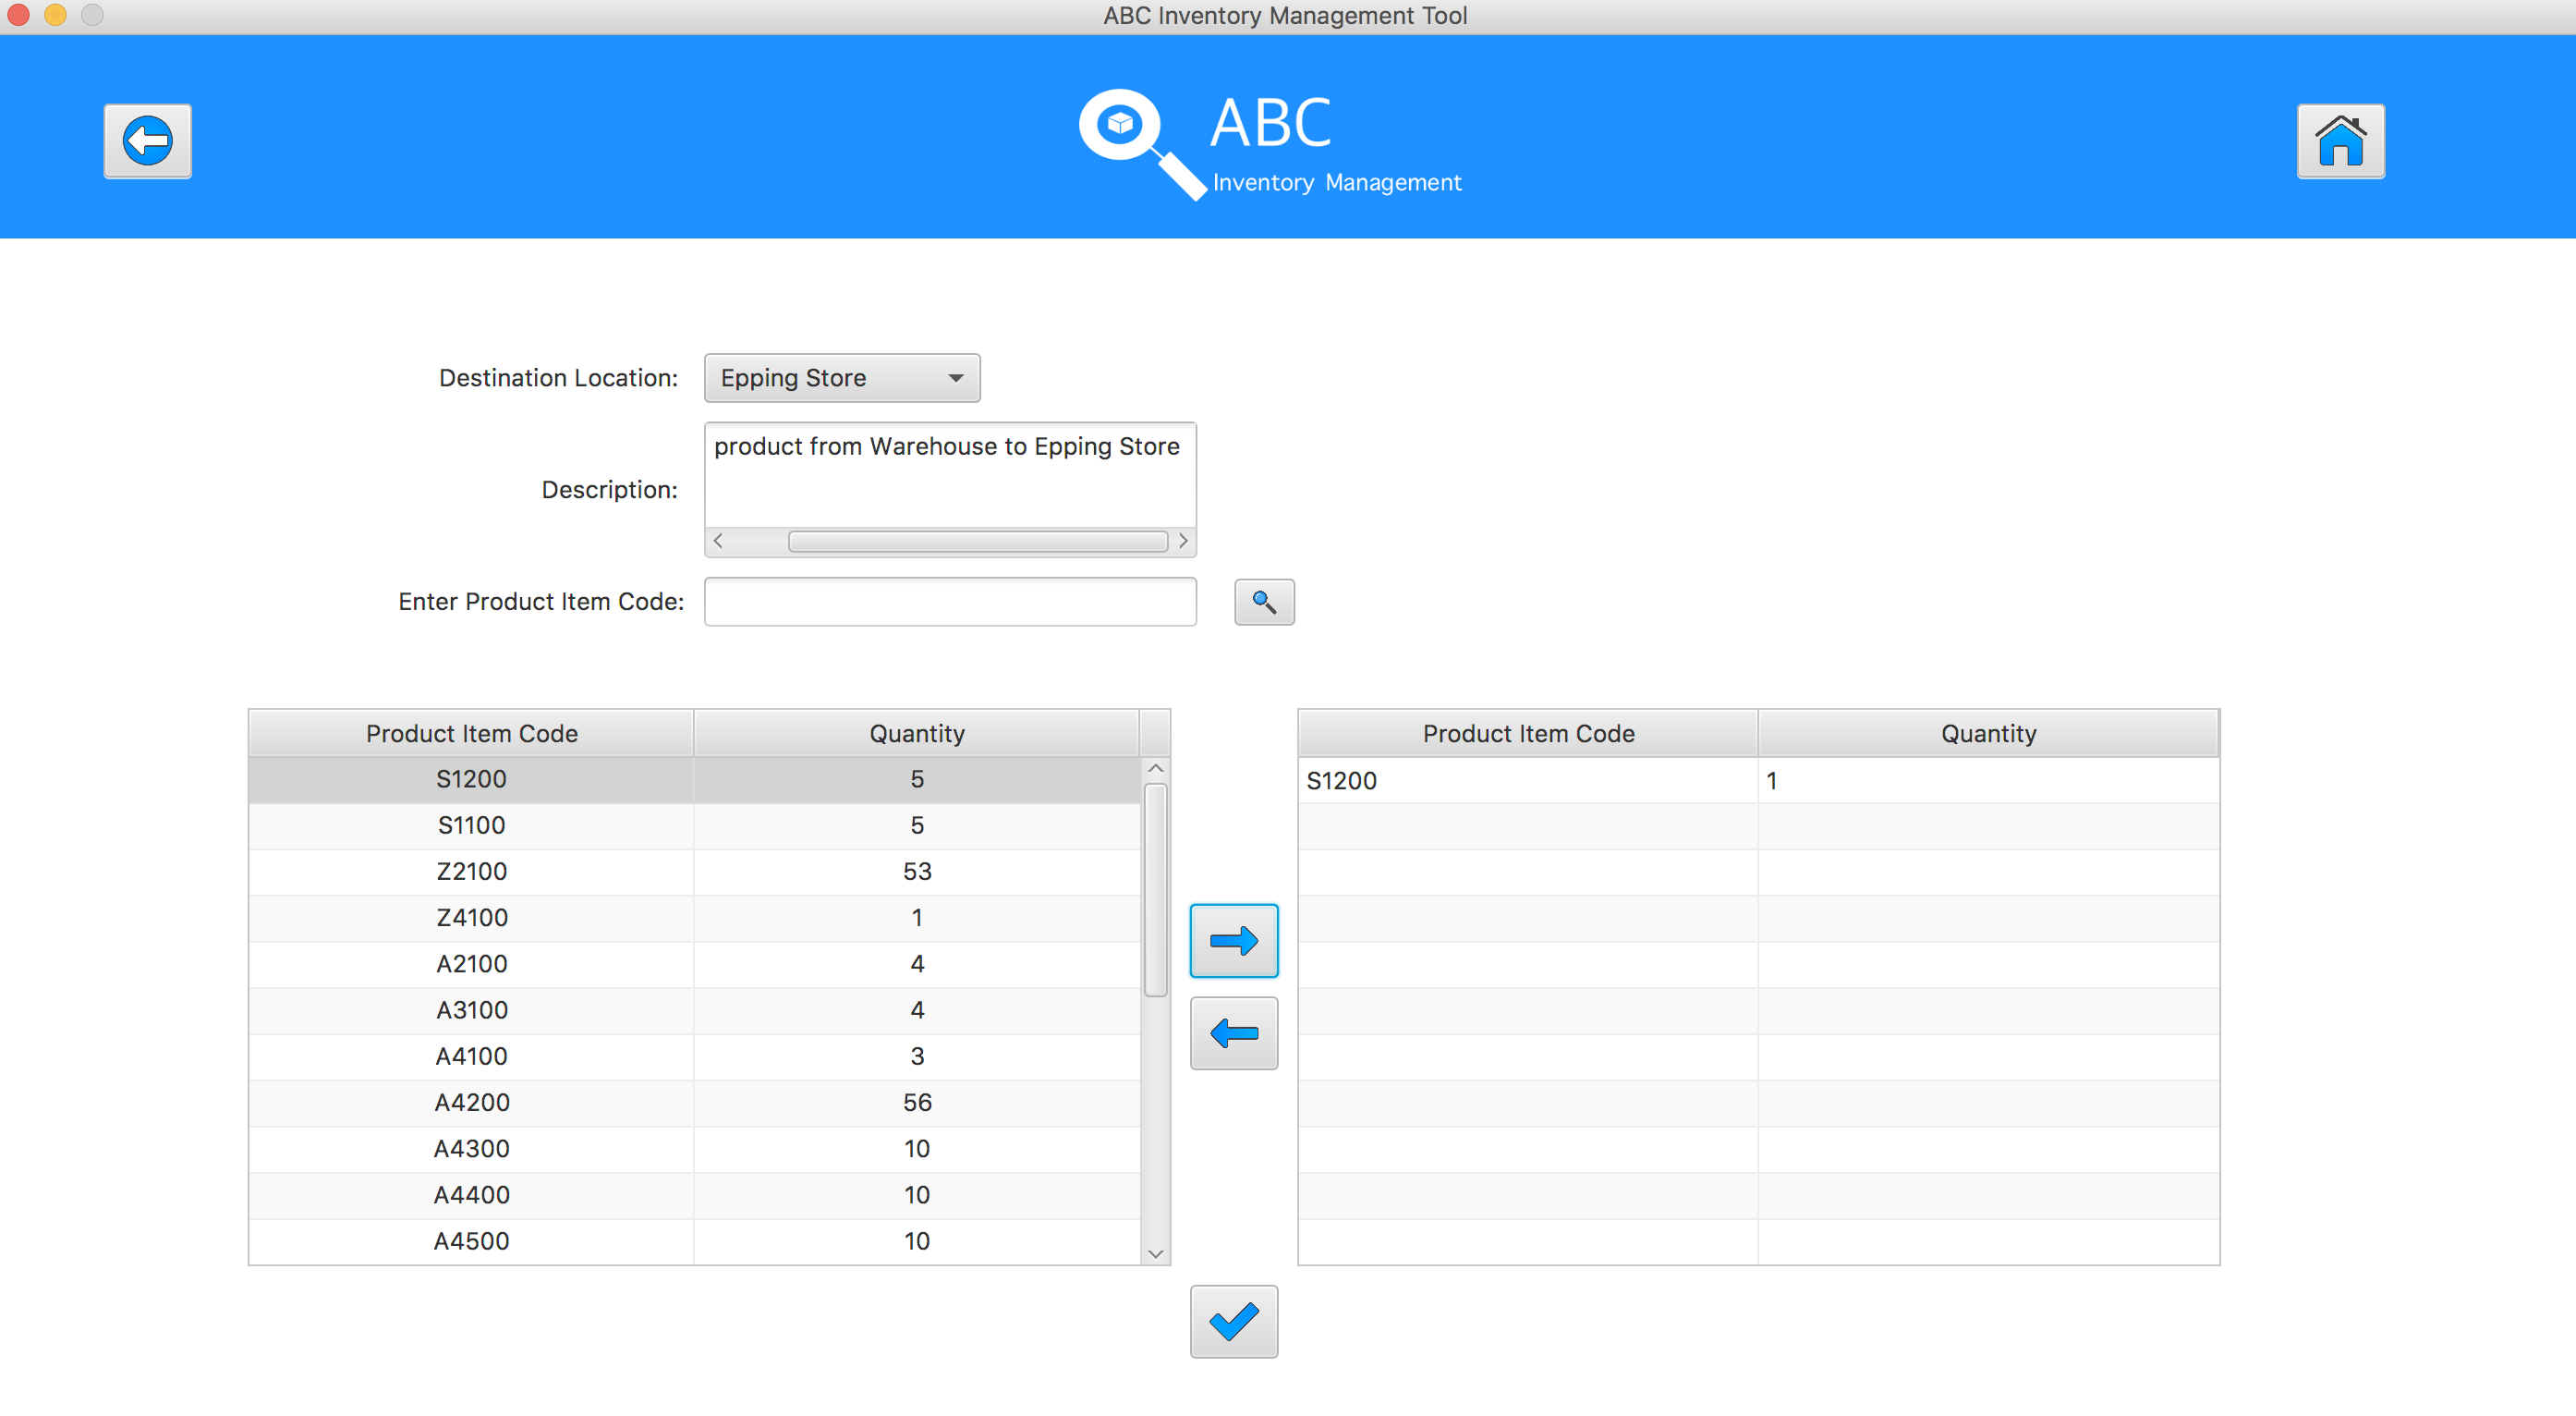 ABC Inventory Management Tool
ABC
Inventory Management
Destination Location:
Epping Store
Description:
product from Warehouse to Epping Store
Enter Product Item Code:
Product Item Code Quantity
S1200 5
S1100 5
Z2100 53
Z4100 1
A2100 4
A3100 4
A4100 3
A4200 56
A4300 10
A4400 10
A4500 10
Product Item Code Quantity
S1200 1